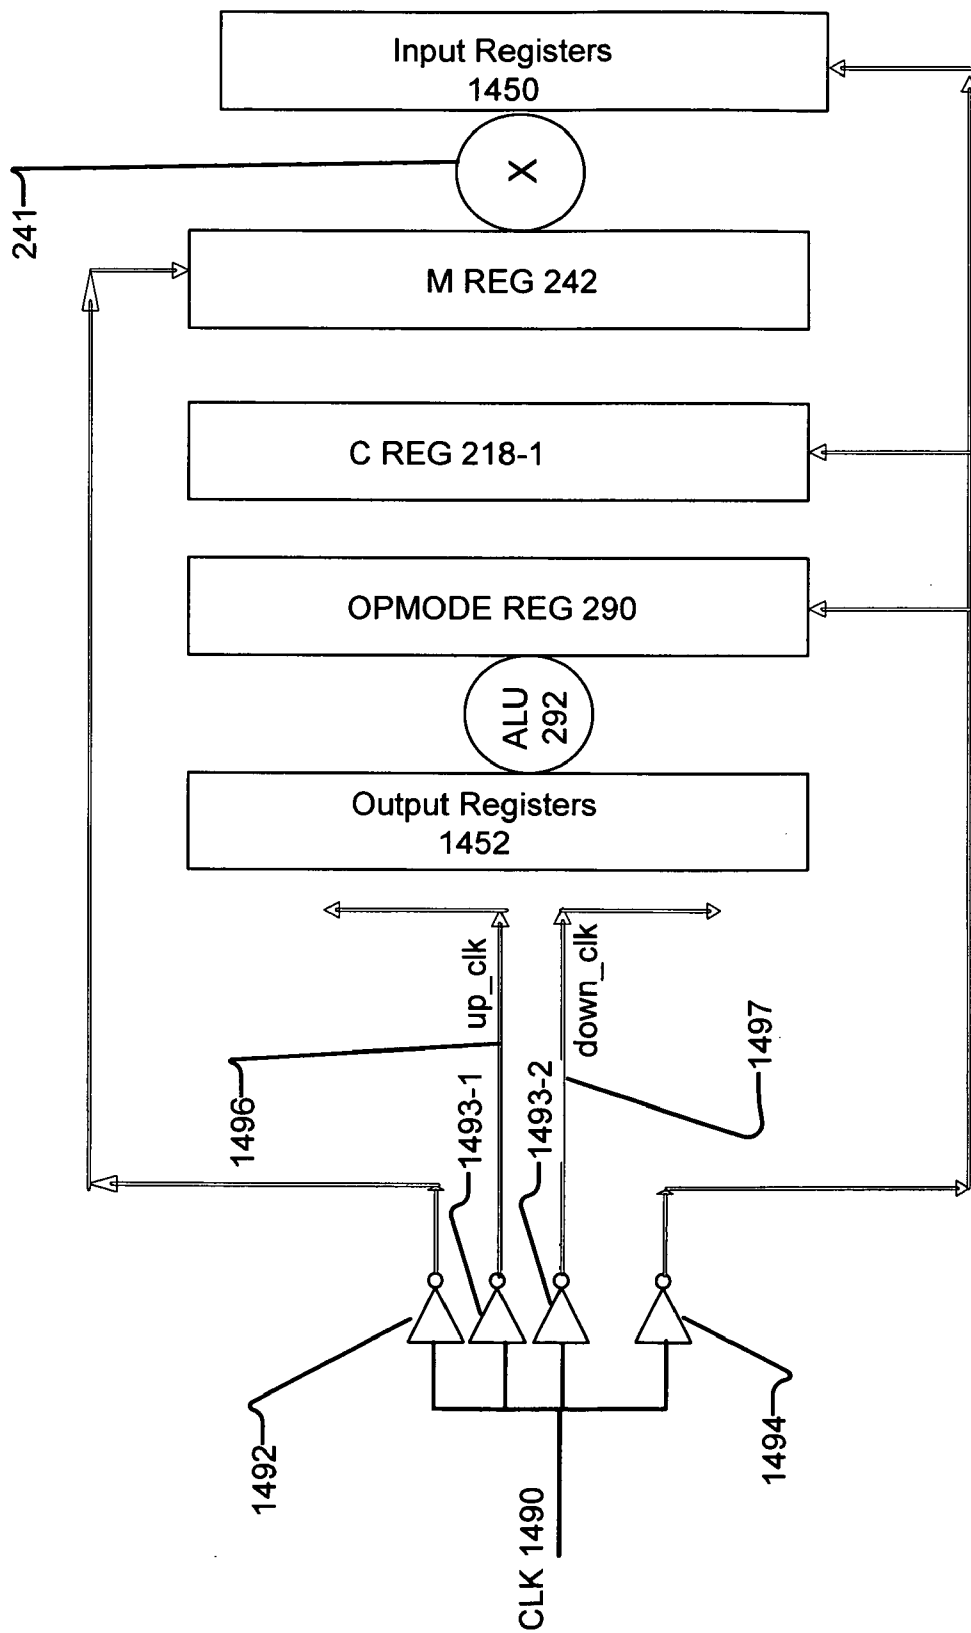 Input Registers
1450
X
241
M REG 242
C REG 218-1
OPMODE REG 290
ALU
292
Output Registers
1452
up_clk
down_clk
1496
1493-1
1493-2
1497
1492
1494
CLK 1490